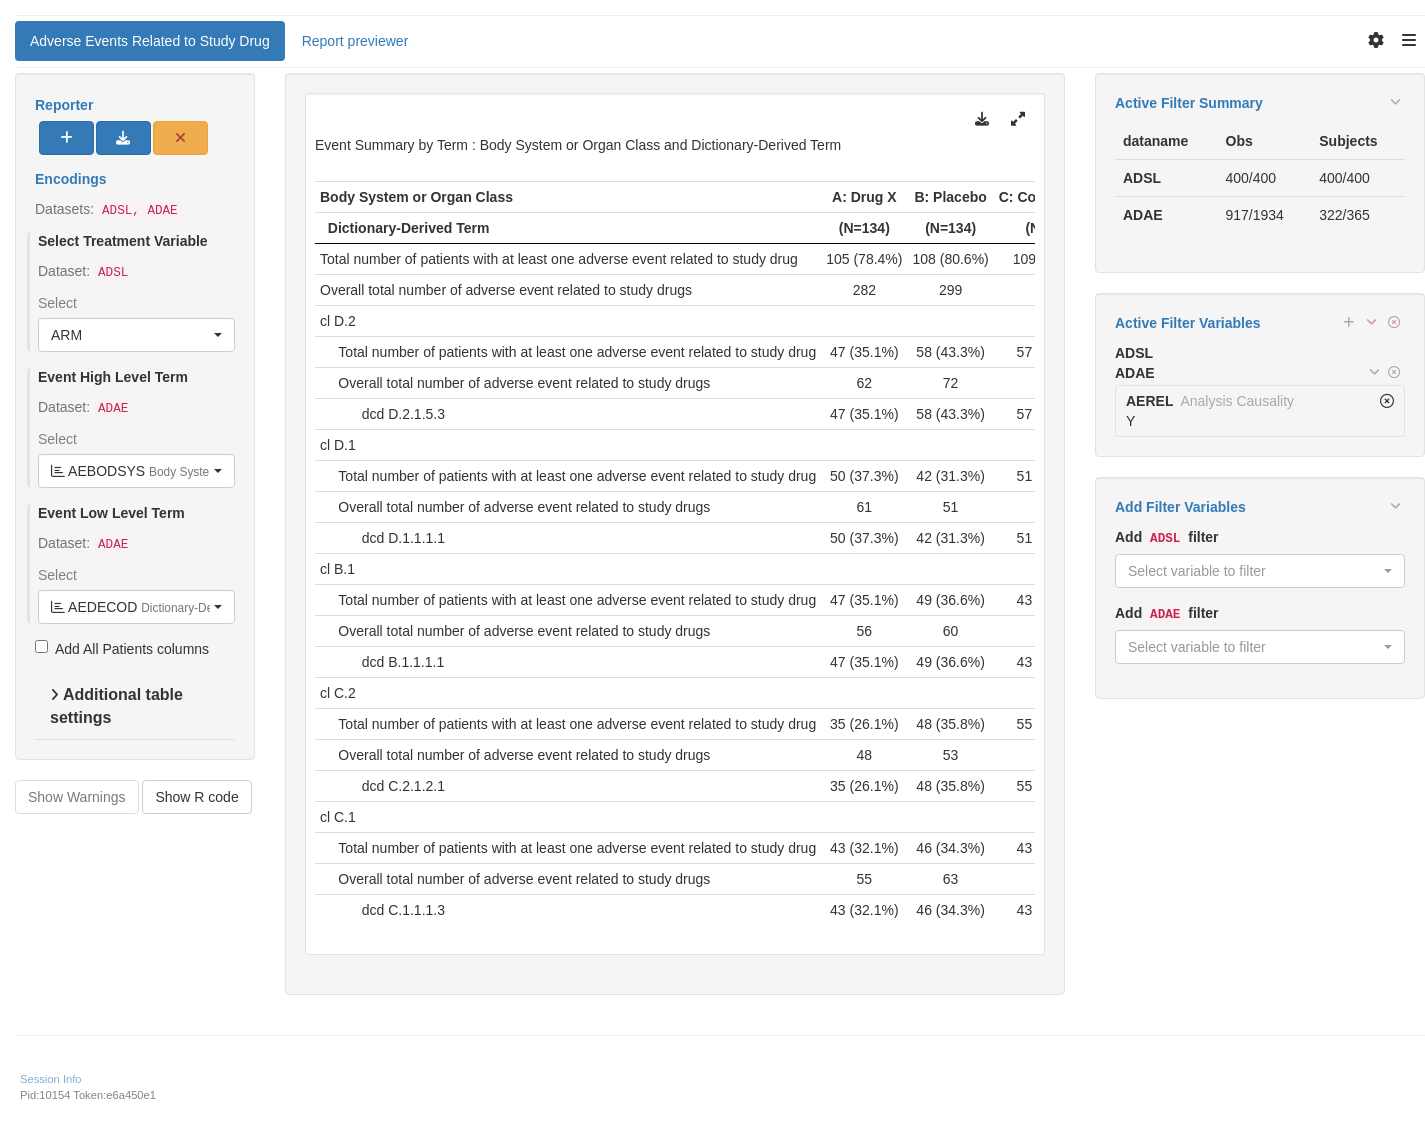 Adverse Events Related to Study Drug Report previewer
Reporter
Encodings
Datasets: ADSL, ADAE
Select Treatment Variable
Dataset: ADSL
Select
ARM
Event High Level Term
Dataset: ADAE
Select
AEBODSYS Body Syste
Event Low Level Term
Dataset: ADAE
Select
AEDECOD Dictionary-De
Add All Patients columns
Additional table
settings
Show Warnings Show R code
Event Summary by Term : Body System or Organ Class and Dictionary-Derived Term
Body System or Organ Class A: Drug X B: Placebo C: Co
Dictionary-Derived Term (N=134) (N=134) (N
Total number of patients with at least one adverse event related to study drug 105 (78.4%) 108 (80.6%) 109
Overall total number of adverse event related to study drugs 282 299
cl D.2
Total number of patients with at least one adverse event related to study drug 47 (35.1%) 58 (43.3%) 57
Overall total number of adverse event related to study drugs 62 72
dcd D.2.1.5.3 47 (35.1%) 58 (43.3%) 57
cl D.1
Total number of patients with at least one adverse event related to study drug 50 (37.3%) 42 (31.3%) 51
Overall total number of adverse event related to study drugs 61 51
dcd D.1.1.1.1 50 (37.3%) 42 (31.3%) 51
cl B.1
Total number of patients with at least one adverse event related to study drug 47 (35.1%) 49 (36.6%) 43
Overall total number of adverse event related to study drugs 56 60
dcd B.1.1.1.1 47 (35.1%) 49 (36.6%) 43
cl C.2
Total number of patients with at least one adverse event related to study drug 35 (26.1%) 48 (35.8%) 55
Overall total number of adverse event related to study drugs 48 53
dcd C.2.1.2.1 35 (26.1%) 48 (35.8%) 55
cl C.1
Total number of patients with at least one adverse event related to study drug 43 (32.1%) 46 (34.3%) 43
Overall total number of adverse event related to study drugs 55 63
dcd C.1.1.1.3 43 (32.1%) 46 (34.3%) 43
Active Filter Summary
dataname Obs Subjects
ADSL 400/400 400/400
ADAE 917/1934 322/365
Active Filter Variables
ADSL
ADAE
AEREL Analysis Causality
Y
Add Filter Variables
Add ADSL filter
Select variable to filter
Add ADAE filter
Select variable to filter
Session Info
Pid:10154 Token:e6a450e1